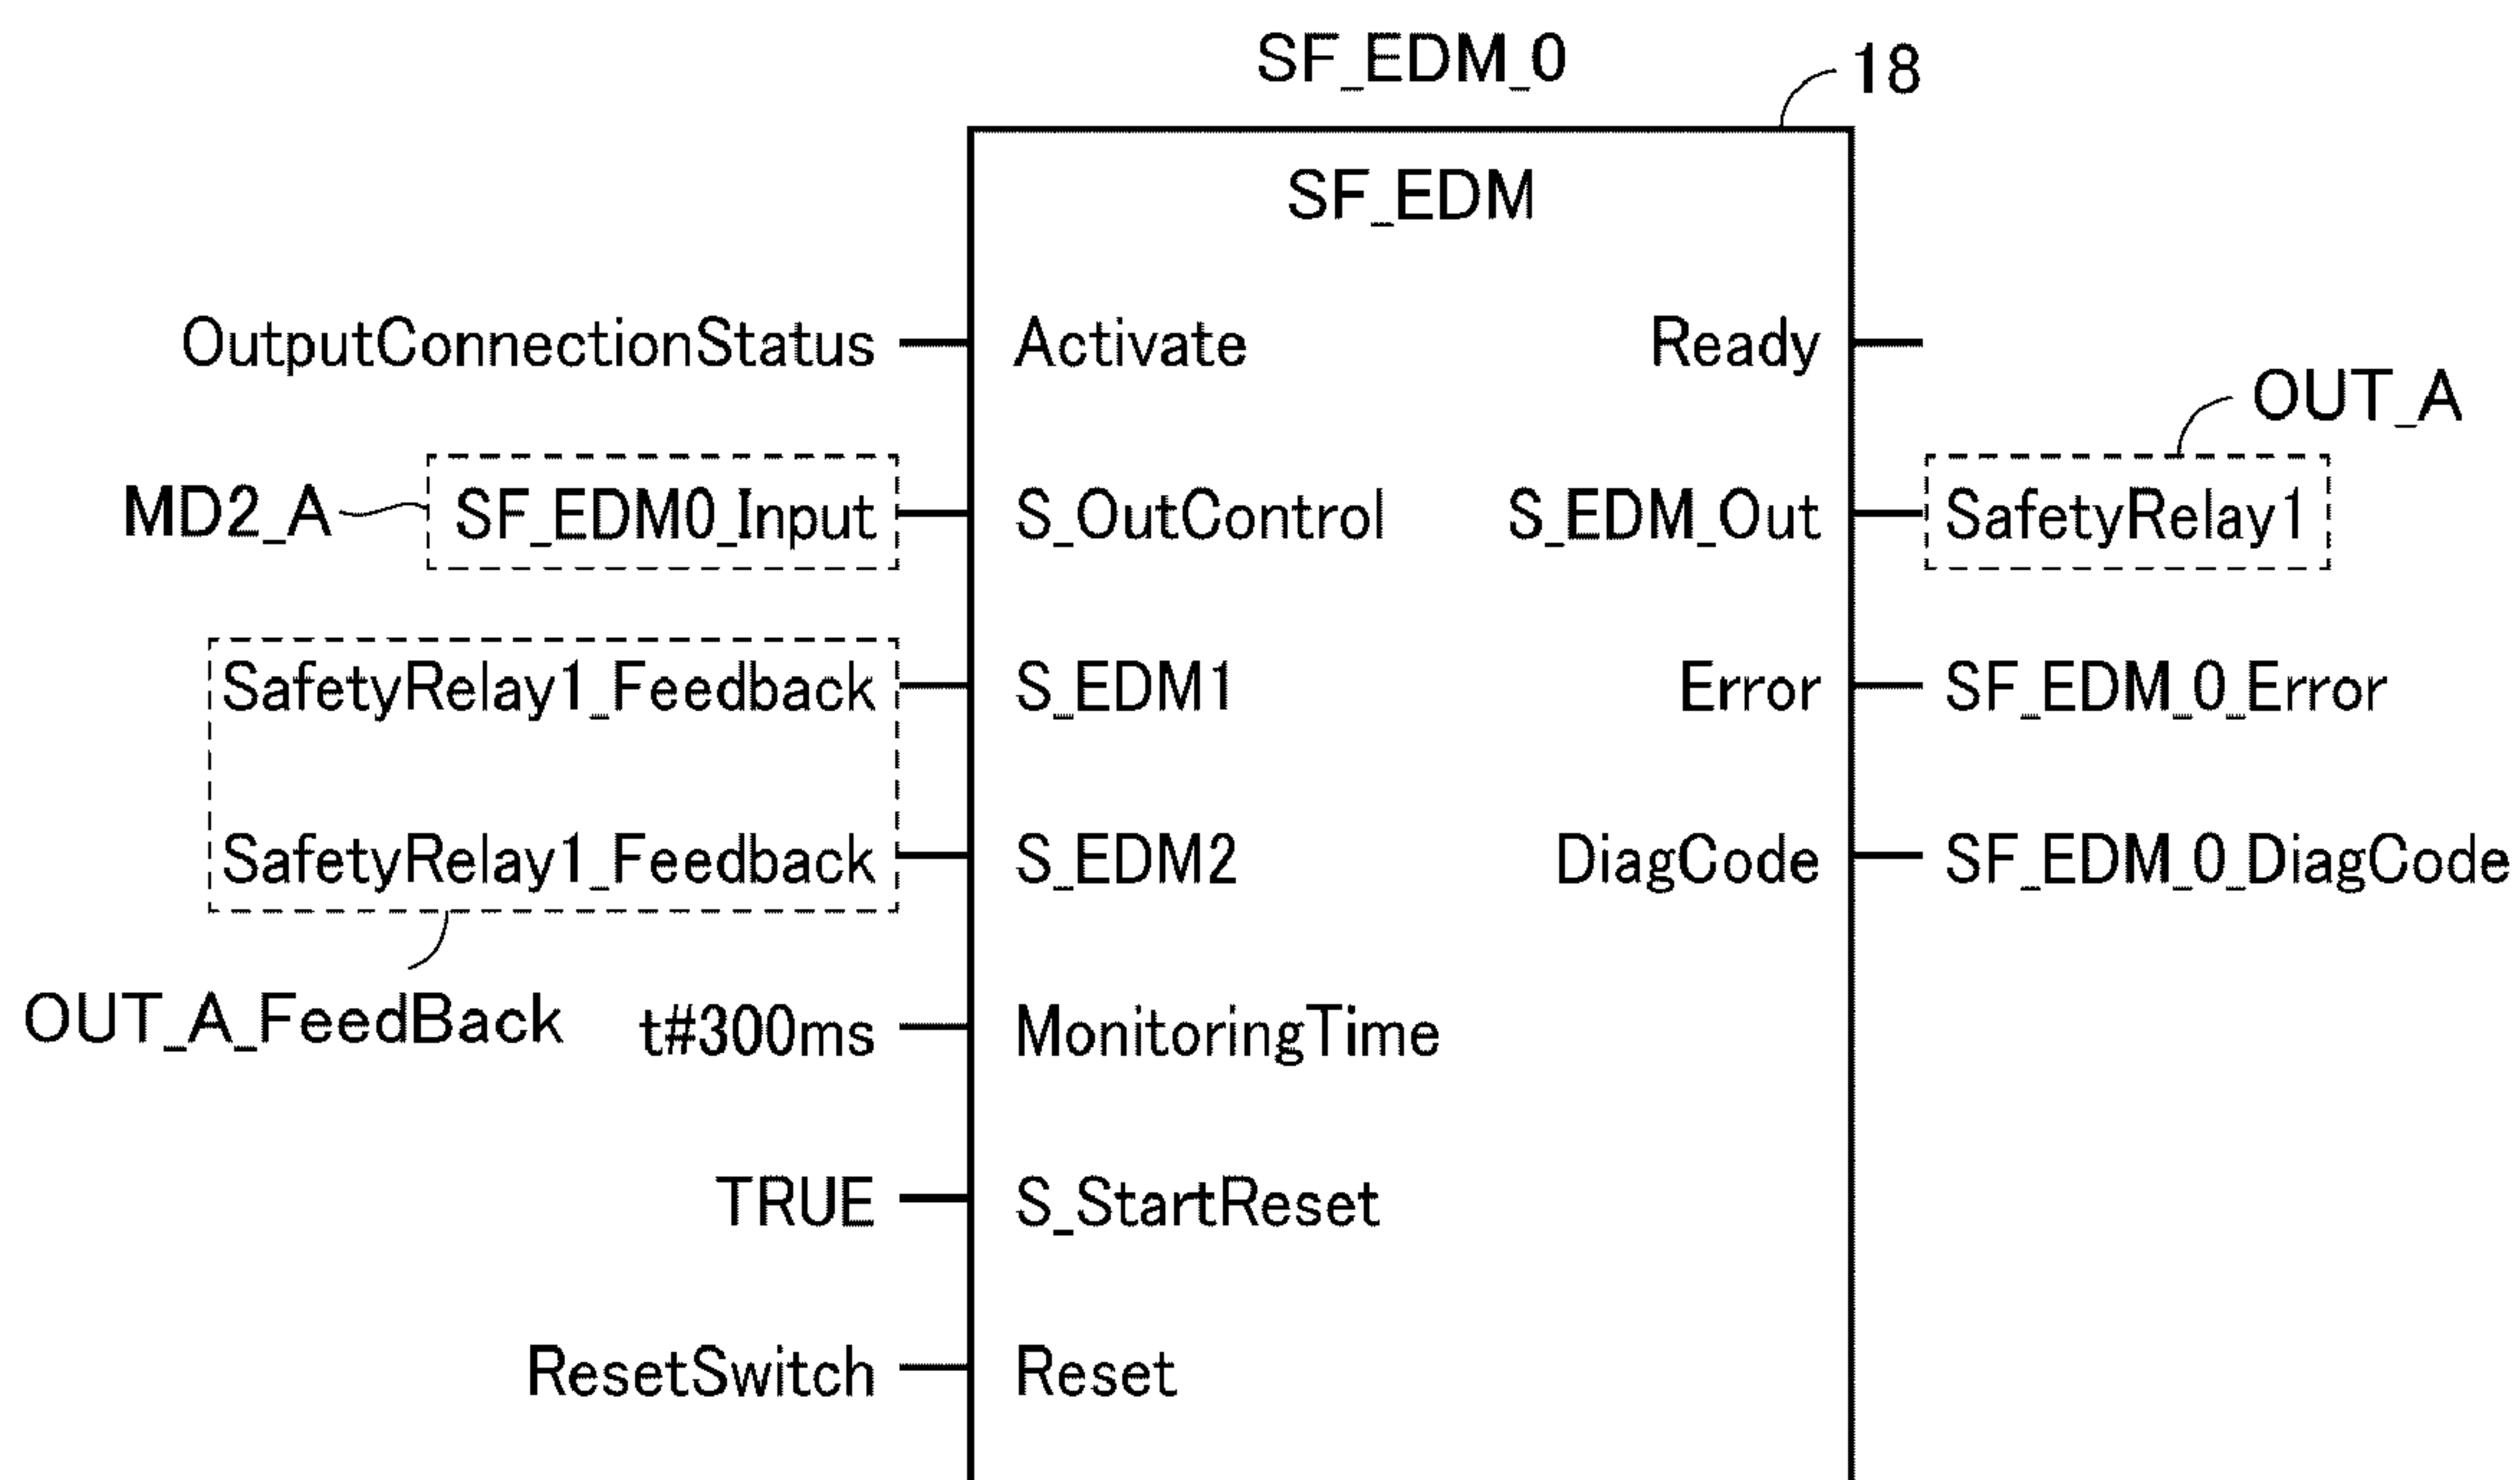 SF_EDM_0
18
SF_EDM
OutputConnectionStatus Activate Ready
OUT_A
MD2_A SF_EDM0_Input S_OutControl S_EDM_Out SafetyRelay1
SafetyRelay1_Feedback S_EDM1 Error SF_EDM_0_Error
SafetyRelay1_Feedback S_EDM2 DiagCode SF_EDM_0_DiagCode
OUT_A_FeedBack t#300ms MonitoringTime
TRUE S_StartReset
ResetSwitch Reset